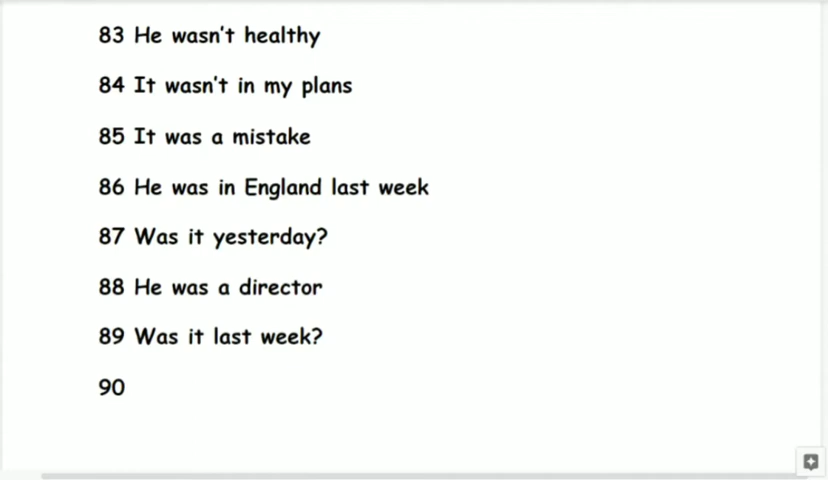 83 He wasn't healthy
84 It wasn't in my plans
85 It was a mistake
86 He was in England last week
87 Was it yesterday?
88 He was a director
89 Was it last week?
90